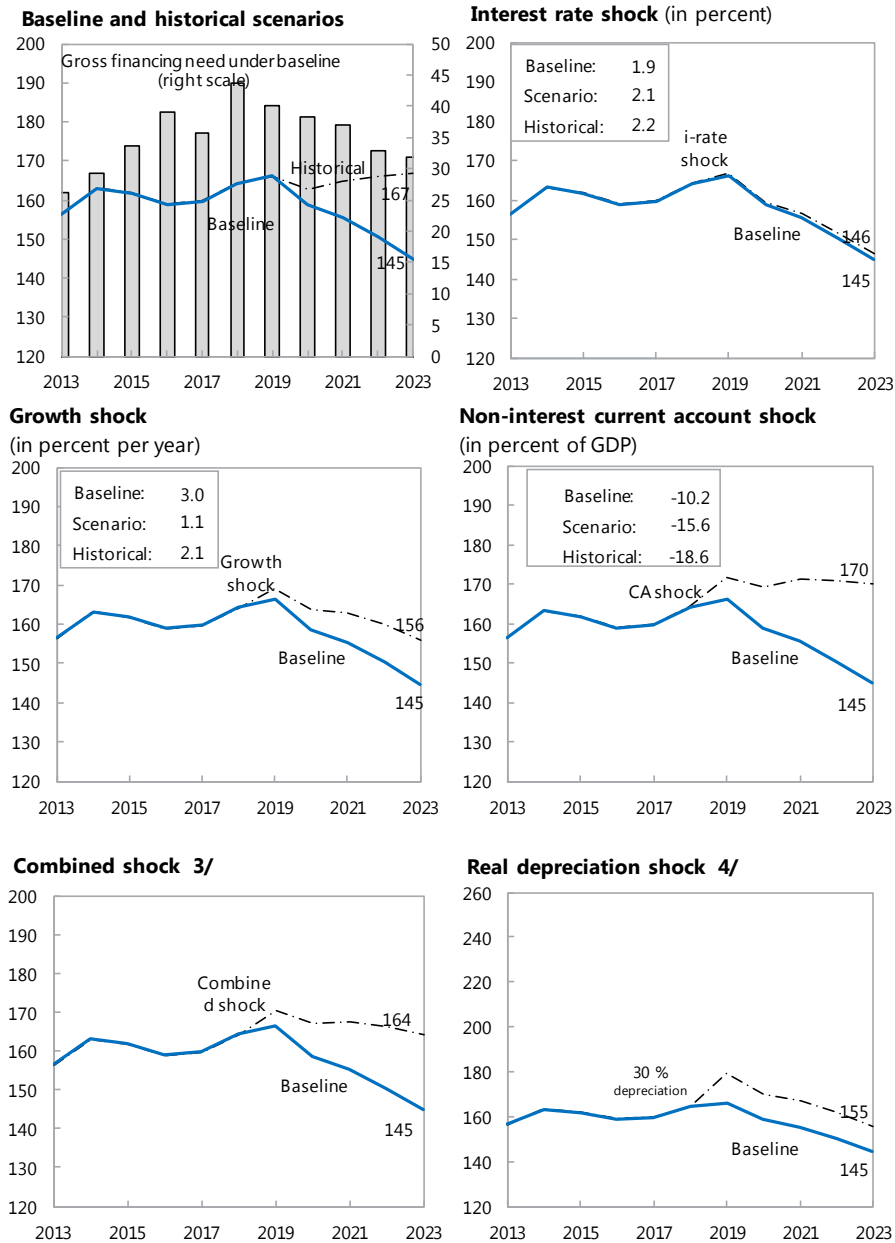 Baseline and historical scenarios
200
190
180
170
160
150
140
130
120
50
45
40
35
30
25
20
15
10
5
0
Gross financing need under baseline
(right scale)
Historical
167
Baseline
145
2013 2015 2017 2019 2021 2023
Interest rate shock (in percent)
200
190
180
170
160
150
140
130
120
Baseline: 1.9
Scenario: 2.1
Historical: 2.2
i-rate
shock
Baseline
146
145
2013 2015 2017 2019 2021 2023
Growth shock
(in percent per year)
200
190
180
170
160
150
140
130
120
Baseline: 3.0
Scenario: 1.1
Historical: 2.1
Growth
shock
156
Baseline
145
2013 2015 2017 2019 2021 2023
Non-interest current account shock
(in percent of GDP)
200
190
180
170
160
150
140
130
120
Baseline: -10.2
Scenario: -15.6
Historical: -18.6
CA shock
170
Baseline
145
2013 2015 2017 2019 2021 2023
Combined shock 3/
200
190
180
170
160
150
140
130
120
Combine
d shock
164
Baseline
145
2013 2015 2017 2019 2021 2023
Real depreciation shock 4/
260
240
220
200
180
160
140
120
30 %
depreciation
155
Baseline
145
2013 2015 2017 2019 2021 2023